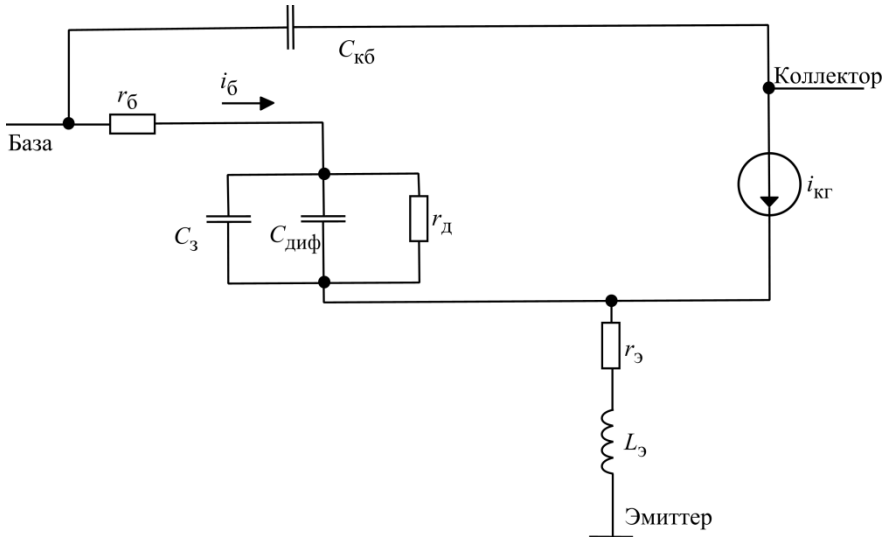 Cкб
Коллектор
iб
rб
База
iкг
Cз
Cдиф
rд
rэ
Lэ
Эмиттер